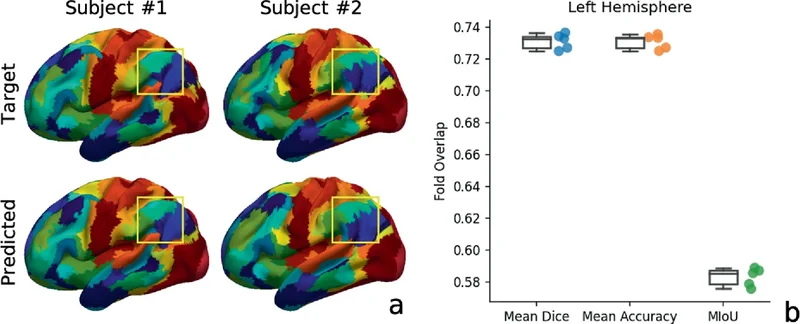 Subject #1
Subject #2
Target
Predicted
a
Left Hemisphere
Fold Overlap
0.74
0.72
0.70
0.68
0.66
0.64
0.62
0.60
0.58
Mean Dice
Mean Accuracy
MIoU
b